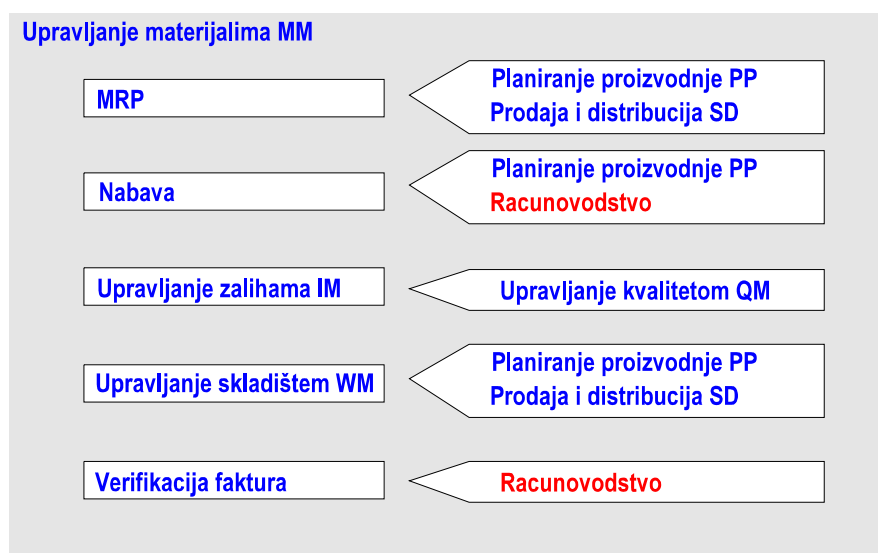 Upravljanje materijalima MM
MRP
Planiranje proizvodnje PP
Prodaja i distribucija SD
Nabava
Planiranje proizvodnje PP
Racunovodstvo
Upravljanje zalihama IM
Upravljanje kvalitetom QM
Upravljanje skladištem WM
Planiranje proizvodnje PP
Prodaja i distribucija SD
Verifikacija faktura
Racunovodstvo